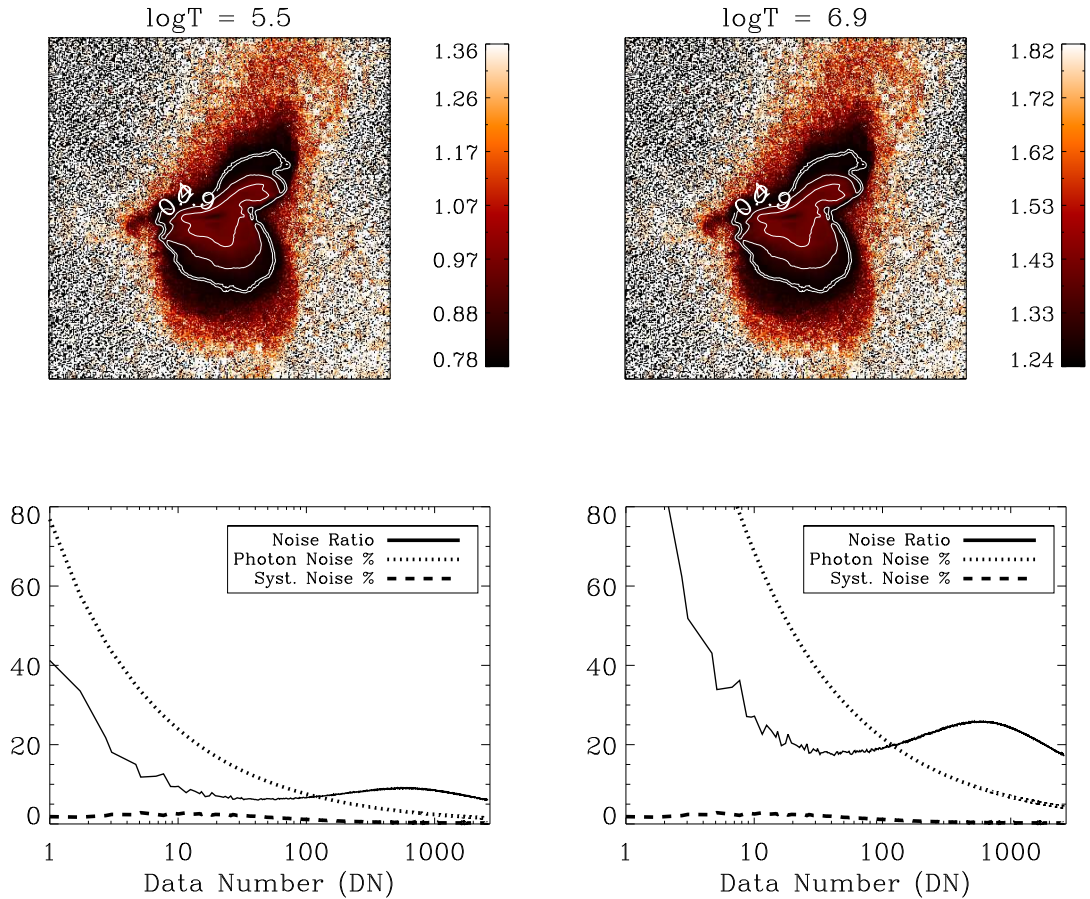 logT = 5.5
1.36
1.26
1.17
1.07
0.97
0.88
0.78
logT = 6.9
1.82
1.72
1.62
1.53
1.43
1.33
1.24
80
60
40
20
0
Noise Ratio
Photon Noise %
Syst. Noise %
1 10 100 1000
Data Number (DN)
80
60
40
20
0
Noise Ratio
Photon Noise %
Syst. Noise %
1 10 100 1000
Data Number (DN)